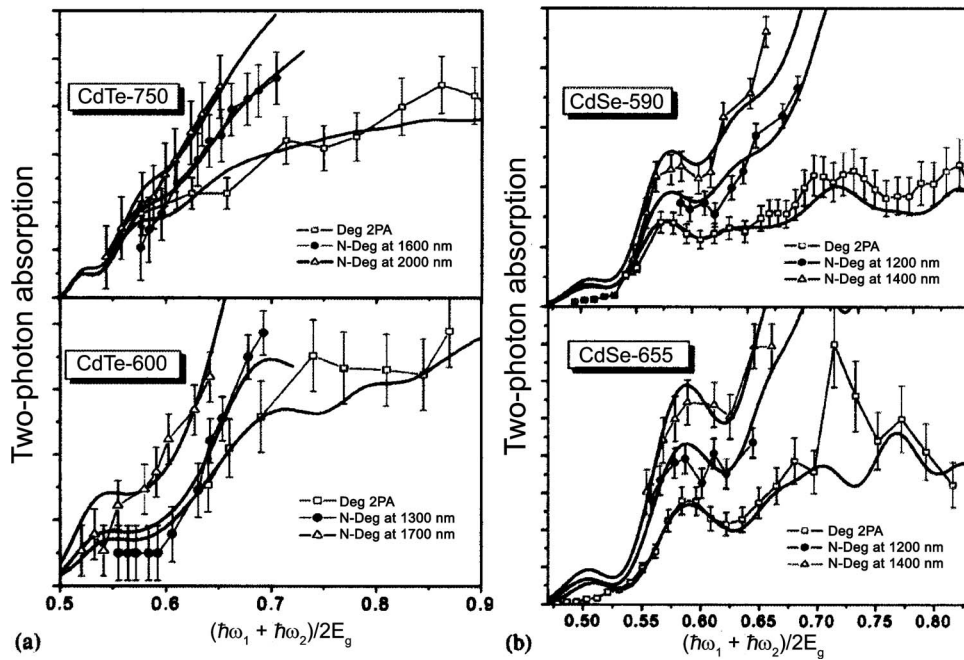 Two-photon absorption
CdTe-750
Deg 2PA
N-Deg at 1600 nm
N-Deg at 2000 nm
CdTe-600
Deg 2PA
N-Deg at 1300 nm
N-Deg at 1700 nm
0.5 0.6 0.7 0.8 0.9
(ħω₁ + ħω₂)/2E_g
(a)
Two-photon absorption
CdSe-590
Deg 2PA
N-Deg at 1200 nm
N-Deg at 1400 nm
CdSe-655
Deg 2PA
N-Deg at 1200 nm
N-Deg at 1400 nm
0.50 0.55 0.60 0.65 0.70 0.75 0.80
(ħω₁ + ħω₂)/2E_g
(b)